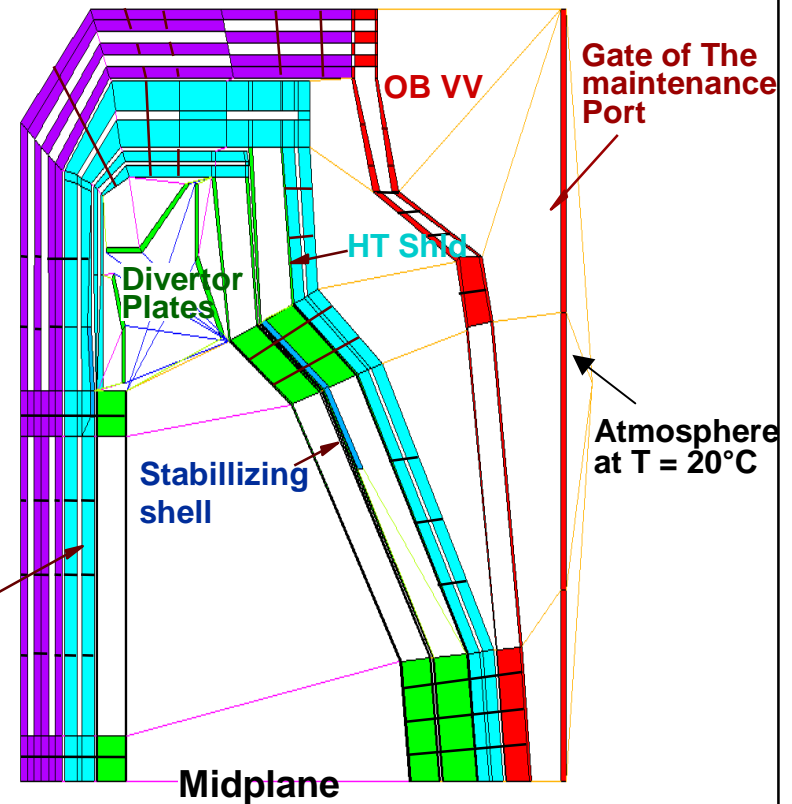 OB VV
Gate of The
maintenance
Port
HT Shld
Divertor
Plates
Atmosphere
at T = 20°C
Stabillizing
shell
Midplane